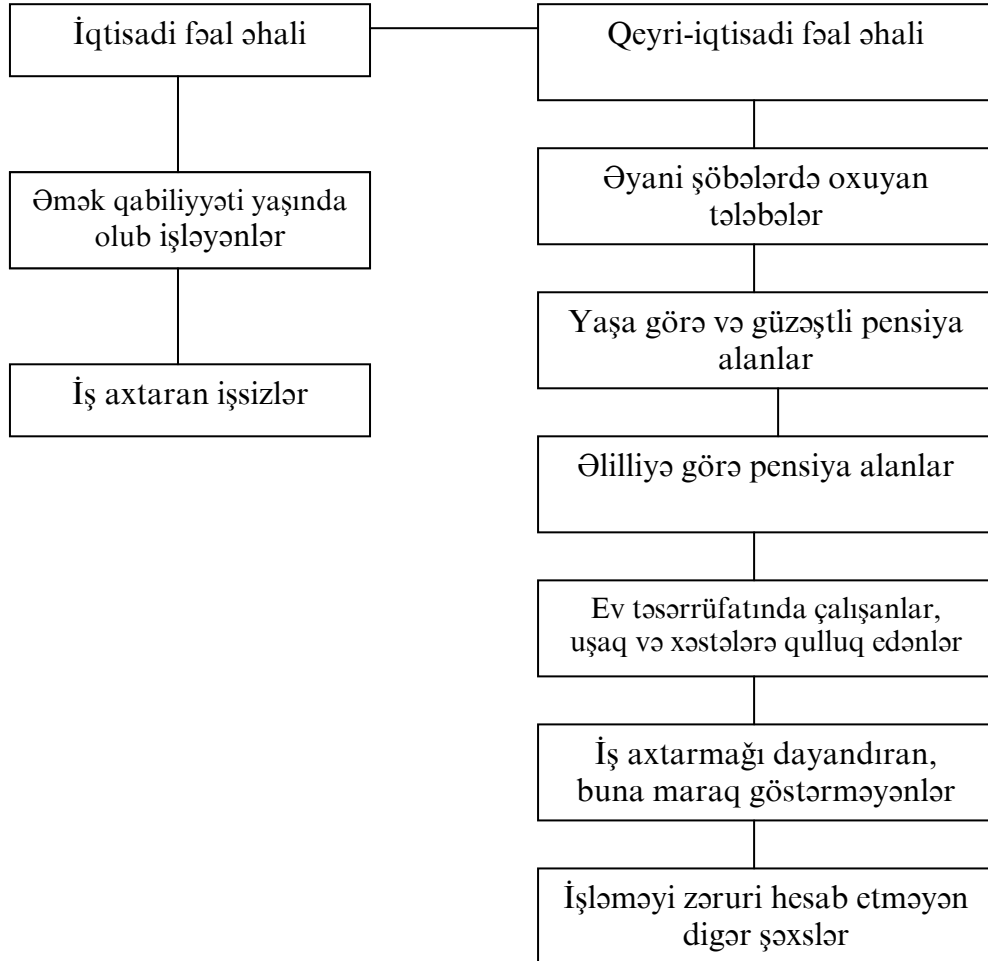 İqtisadi fəal əhali
Qeyri-iqtisadi fəal əhali
Əmək qabiliyyəti yaşında
olub işləyənlər
İş axtaran işsizlər
Əyani şöbələrdə oxuyan
tələbələr
Yaşa görə və güzəştli pensiya
alanlar
Əlilliyə görə pensiya alanlar
Ev təsərrüfatında çalışanlar,
uşaq və xəstələrə qulluq edənlər
İş axtarmağı dayandıran,
buna maraq göstərməyənlər
İşləməyi zəruri hesab etməyən
digər şəxslər